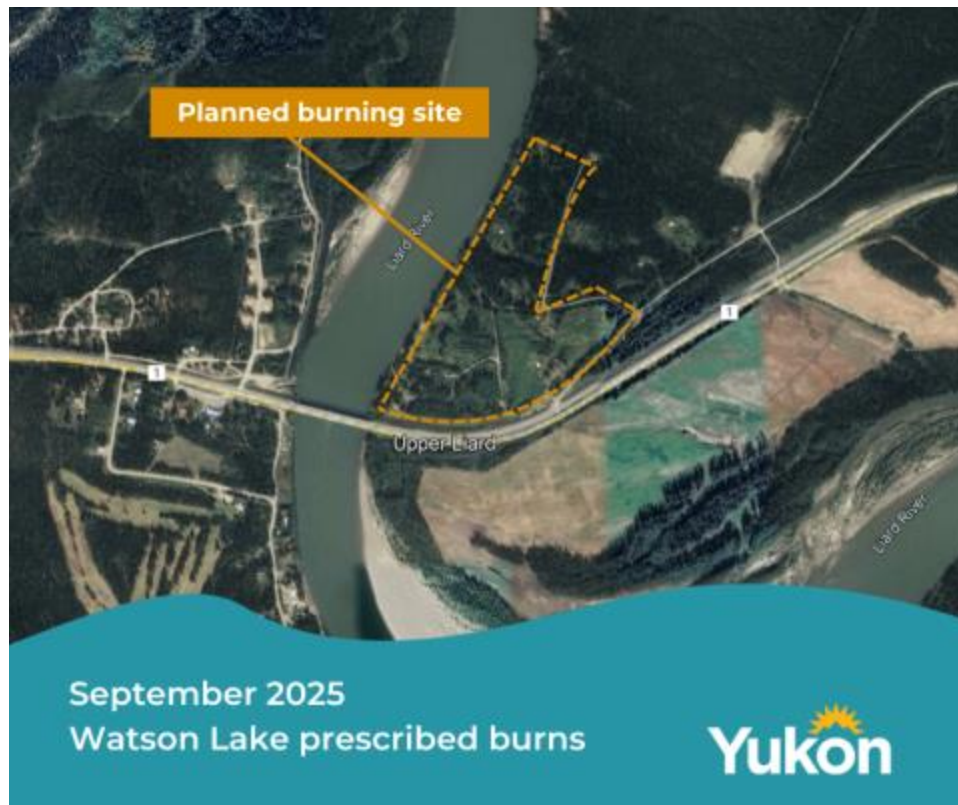 Planned burning site
Liard River
1
1
Upper Liard
Liard River
September 2025
Watson Lake prescribed burns
Yukon